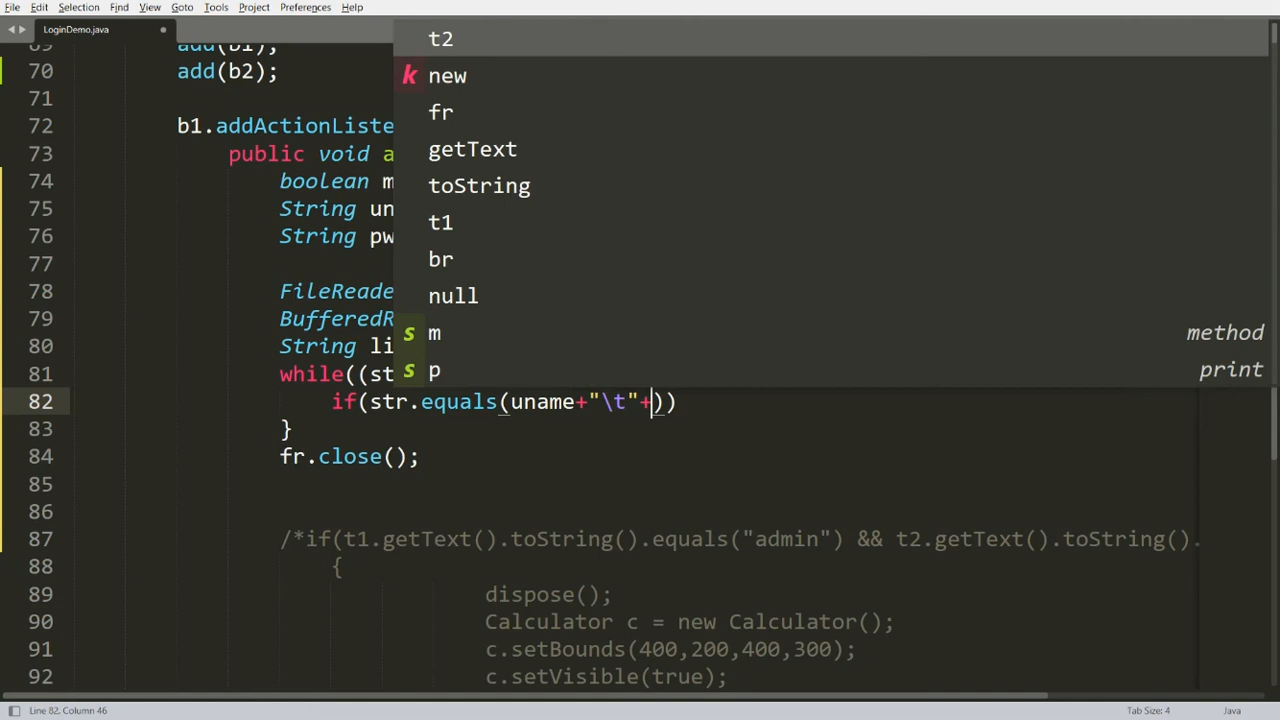 File Edit Selection Find View Goto Tools Project Preferences Help
LoginDemo.java
69 add(b1);
70 add(b2);
71
72 b1.addActionListe
73 public void a
74 boolean m
75 String un
76 String pw
77
78 FileReade
79 BufferedR
80 String li
81 while((st
82 if(str.equals(uname+"\t"+))
83 }
84 fr.close();
85
86
87 /*if(t1.getText().toString().equals("admin") && t2.getText().toString().
88 {
89 dispose();
90 Calculator c = new Calculator();
91 c.setBounds(400,200,400,300);
92 c.setVisible(true);
t2
k new
fr
getText
toString
t1
br
null
s m method
s p print
Line 82, Column 46 Tab Size: 4 Java